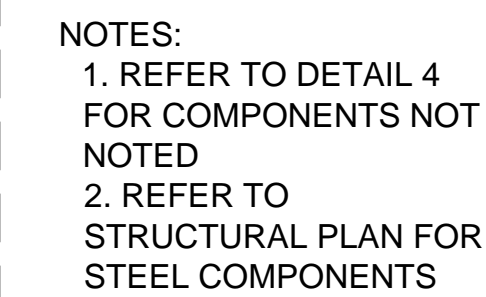 NOTES:
1. REFER TO DETAIL 4
FOR COMPONENTS NOT
NOTED
2. REFER TO
STRUCTURAL PLAN FOR
STEEL COMPONENTS